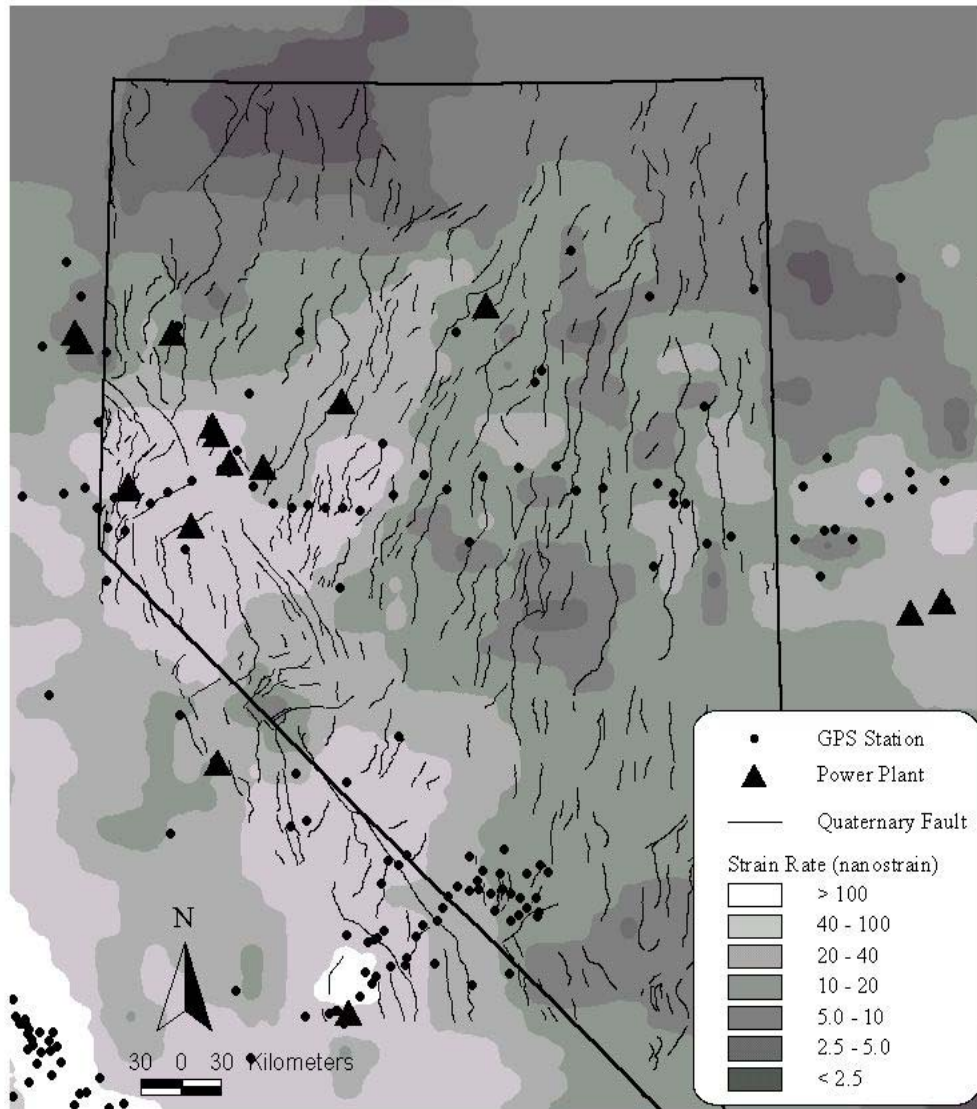 GPS Station
Power Plant
Quaternary Fault
Strain Rate (nanostrain)
> 100
40 - 100
20 - 40
10 - 20
5.0 - 10
2.5 - 5.0
< 2.5
N
30 0 30 Kilometers